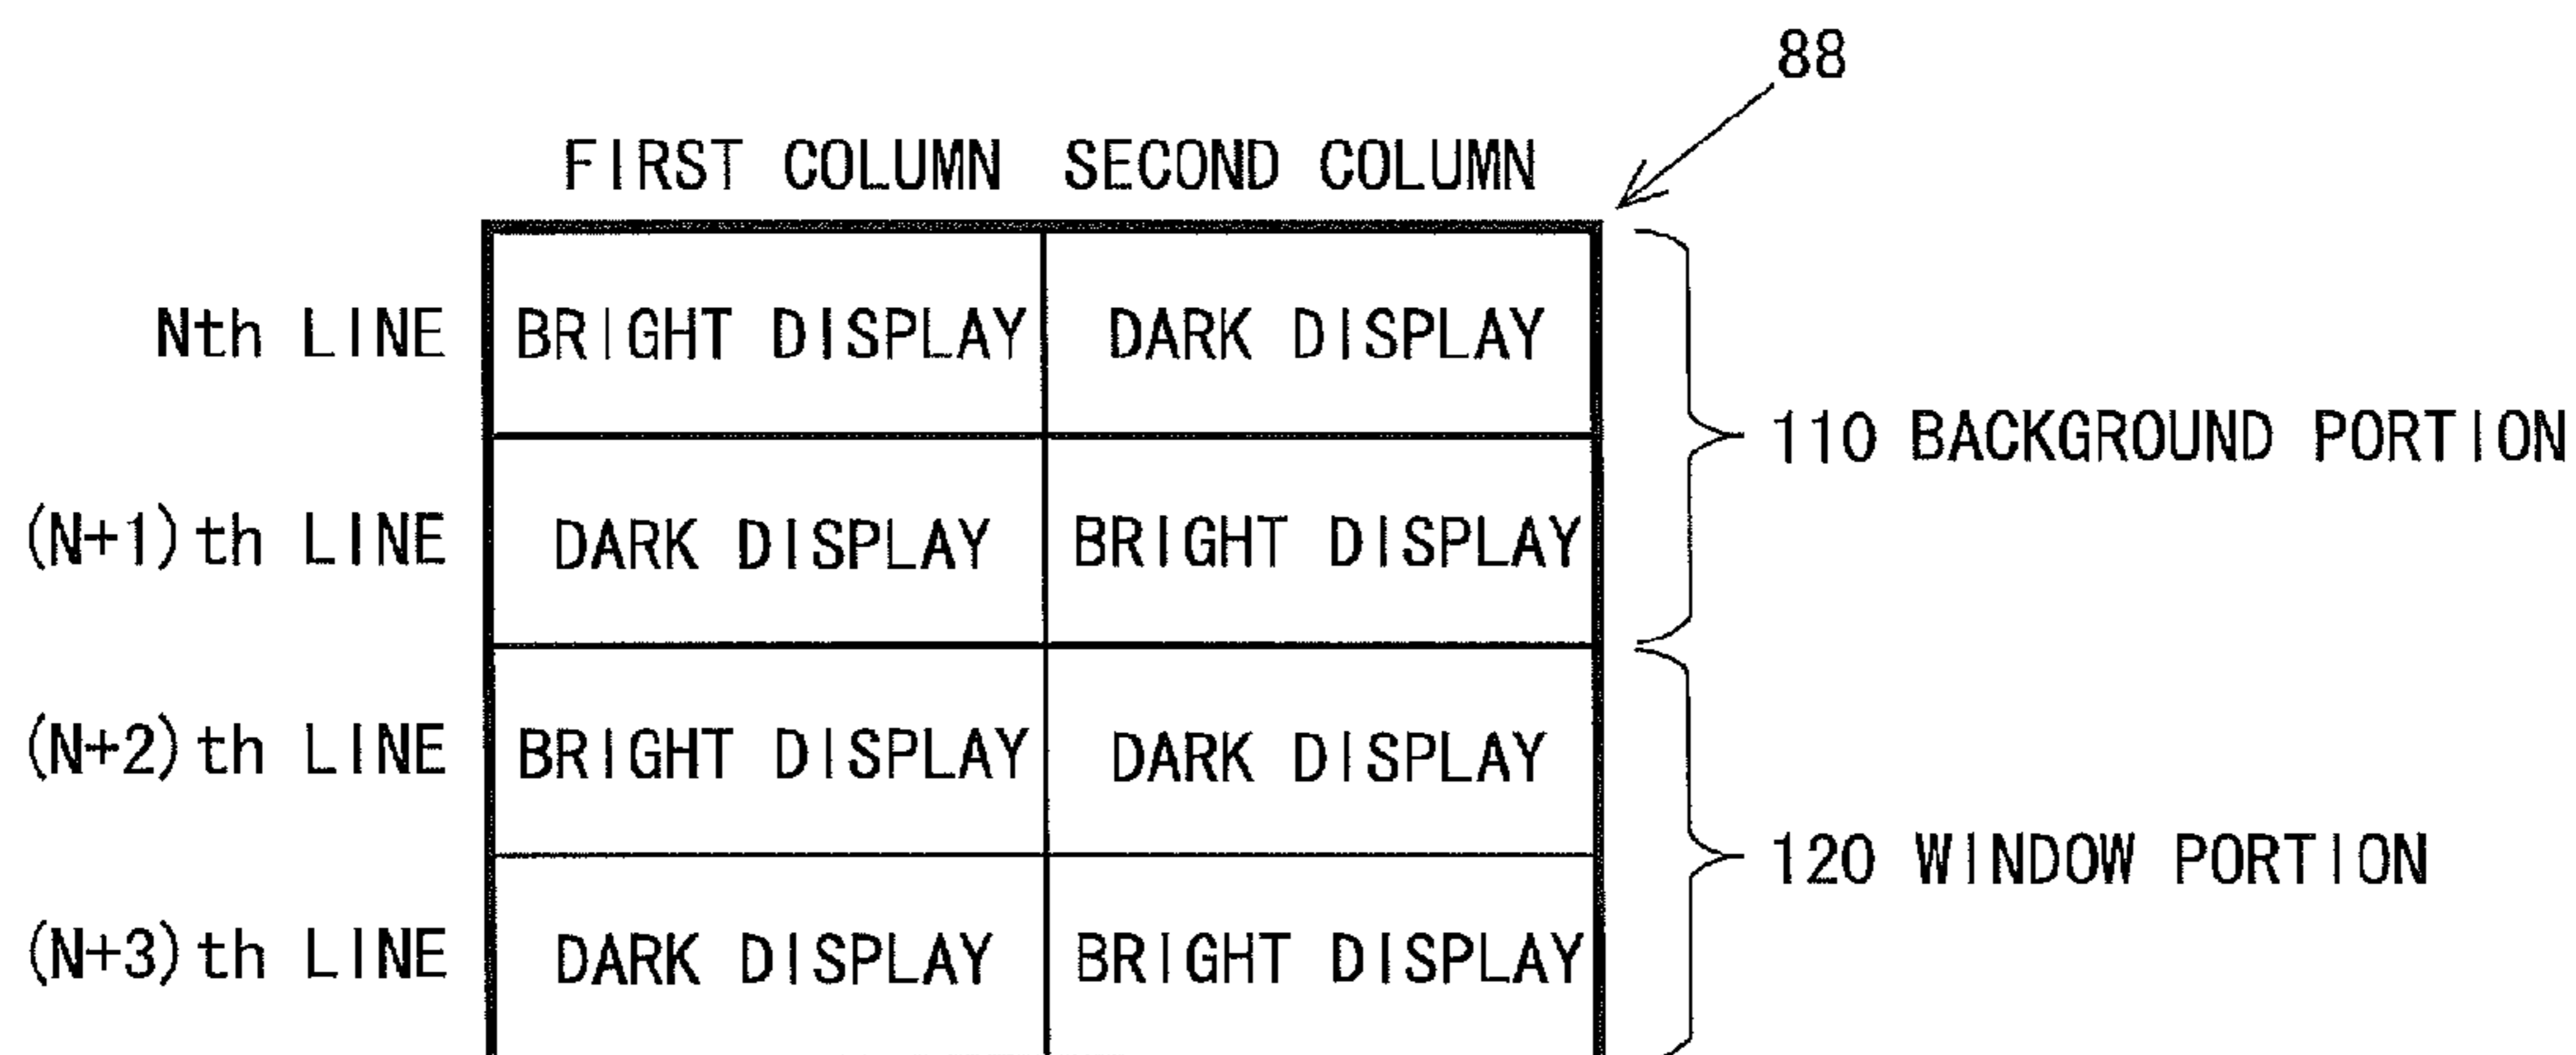 88
FIRST COLUMN SECOND COLUMN
Nth LINE BRIGHT DISPLAY DARK DISPLAY
110 BACKGROUND PORTION
(N+1)th LINE DARK DISPLAY BRIGHT DISPLAY
(N+2)th LINE BRIGHT DISPLAY DARK DISPLAY
120 WINDOW PORTION
(N+3)th LINE DARK DISPLAY BRIGHT DISPLAY